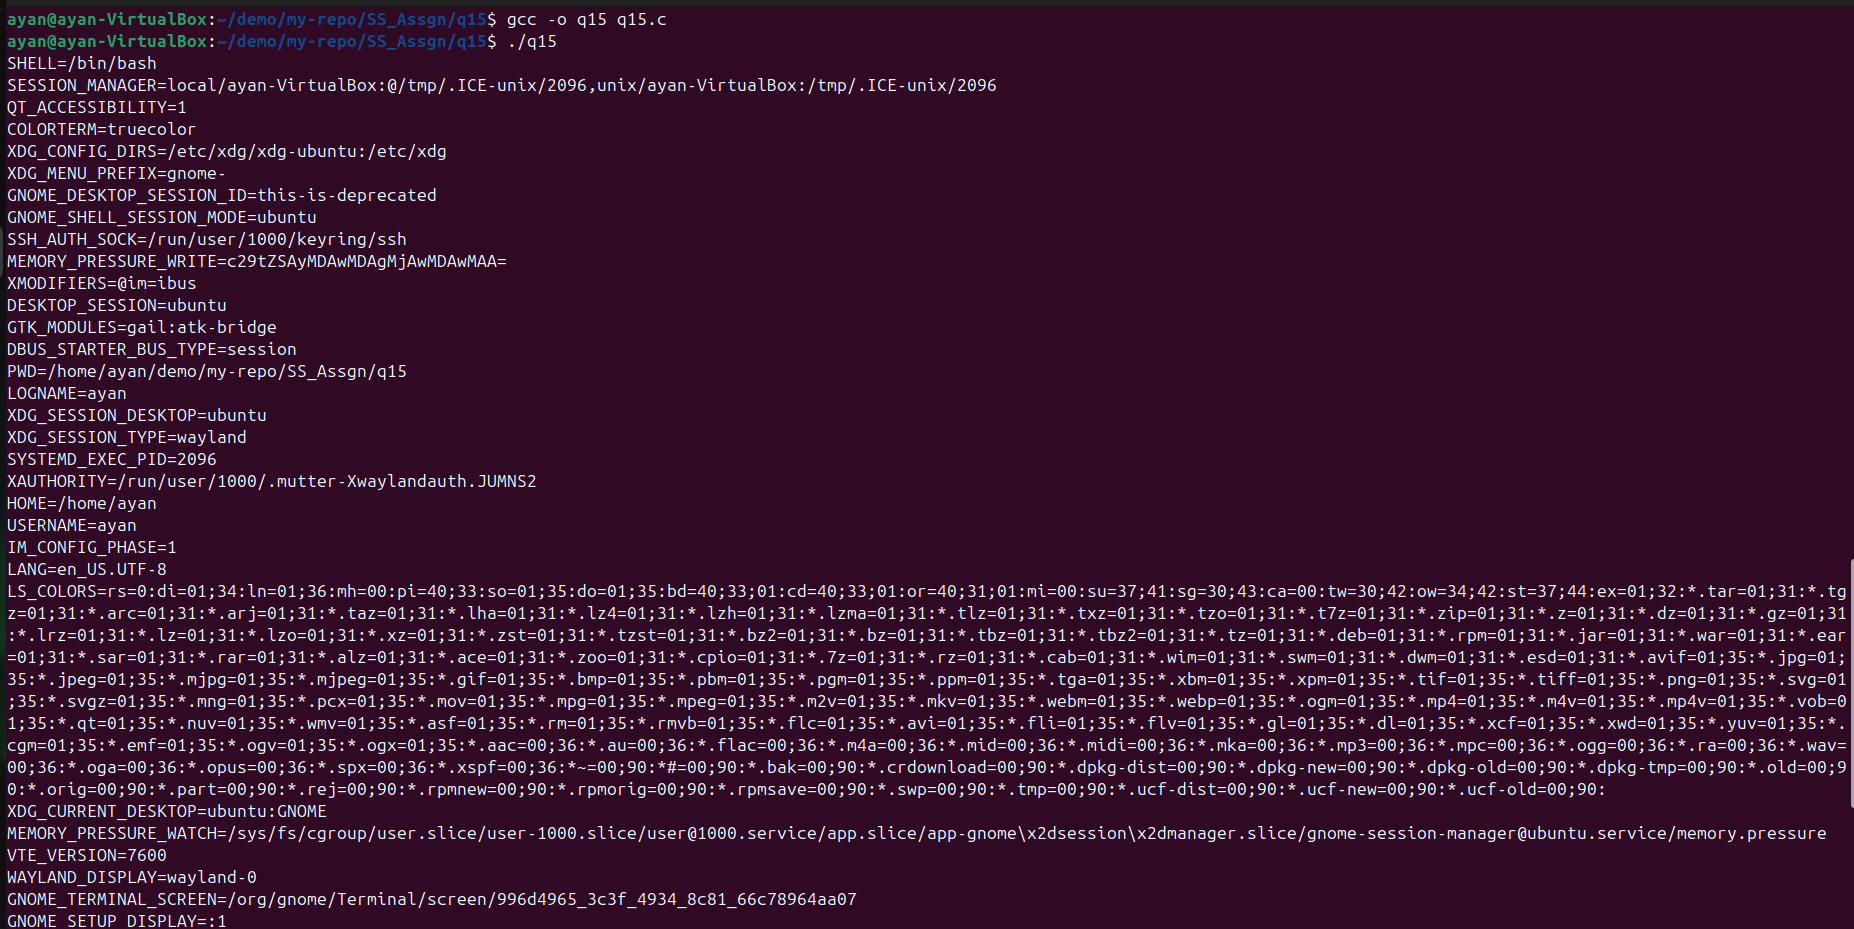 ayan@ayan-VirtualBox:~/demo/my-repo/SS_Assgn/q15$ gcc -o q15 q15.c
ayan@ayan-VirtualBox:~/demo/my-repo/SS_Assgn/q15$ ./q15
SHELL=/bin/bash
SESSION_MANAGER=local/ayan-VirtualBox:@/tmp/.ICE-unix/2096,unix/ayan-VirtualBox:/tmp/.ICE-unix/2096
QT_ACCESSIBILITY=1
COLORTERM=truecolor
XDG_CONFIG_DIRS=/etc/xdg/xdg-ubuntu:/etc/xdg
XDG_MENU_PREFIX=gnome-
GNOME_DESKTOP_SESSION_ID=this-is-deprecated
GNOME_SHELL_SESSION_MODE=ubuntu
SSH_AUTH_SOCK=/run/user/1000/keyring/ssh
MEMORY_PRESSURE_WRITE=c29tZSAyMDAwMDAgMjAwMDAwMAA=
XMODIFIERS=@im=ibus
DESKTOP_SESSION=ubuntu
GTK_MODULES=gail:atk-bridge
DBUS_STARTER_BUS_TYPE=session
PWD=/home/ayan/demo/my-repo/SS_Assgn/q15
LOGNAME=ayan
XDG_SESSION_DESKTOP=ubuntu
XDG_SESSION_TYPE=wayland
SYSTEMD_EXEC_PID=2096
XAUTHORITY=/run/user/1000/.mutter-Xwaylandauth.JUMNS2
HOME=/home/ayan
USERNAME=ayan
IM_CONFIG_PHASE=1
LANG=en_US.UTF-8
LS_COLORS=rs=0:di=01;34:ln=01;36:mh=00:pi=40;33:so=01;35:do=01;35:bd=40;33;01:cd=40;33;01:or=40;31;01:mi=00:su=37;41:sg=30;43:ca=00:tw=30;42:ow=34;42:st=37;44:ex=01;32:*.tar=01;31:*.tg
z=01;31:*.arc=01;31:*.arj=01;31:*.taz=01;31:*.lha=01;31:*.lz4=01;31:*.lzh=01;31:*.lzma=01;31:*.tlz=01;31:*.txz=01;31:*.tzo=01;31:*.t7z=01;31:*.zip=01;31:*.z=01;31:*.dz=01;31:*.gz=01;31
:*.lrz=01;31:*.lz=01;31:*.lzo=01;31:*.xz=01;31:*.zst=01;31:*.tzst=01;31:*.bz2=01;31:*.bz=01;31:*.tbz=01;31:*.tbz2=01;31:*.tz=01;31:*.deb=01;31:*.rpm=01;31:*.jar=01;31:*.war=01;31:*.ear
=01;31:*.sar=01;31:*.rar=01;31:*.alz=01;31:*.ace=01;31:*.zoo=01;31:*.cpio=01;31:*.7z=01;31:*.rz=01;31:*.cab=01;31:*.wim=01;31:*.swm=01;31:*.dwm=01;31:*.esd=01;31:*.avif=01;35:*.jpg=01;
35:*.jpeg=01;35:*.mjpg=01;35:*.mjpeg=01;35:*.gif=01;35:*.bmp=01;35:*.pbm=01;35:*.pgm=01;35:*.ppm=01;35:*.tga=01;35:*.xbm=01;35:*.xpm=01;35:*.tif=01;35:*.tiff=01;35:*.png=01;35:*.svg=01
;35:*.svgz=01;35:*.mng=01;35:*.pcx=01;35:*.mov=01;35:*.mpg=01;35:*.mpeg=01;35:*.m2v=01;35:*.mkv=01;35:*.webm=01;35:*.webp=01;35:*.ogm=01;35:*.mp4=01;35:*.m4v=01;35:*.mp4v=01;35:*.vob=0
1;35:*.qt=01;35:*.nuv=01;35:*.wmv=01;35:*.asf=01;35:*.rm=01;35:*.rmvb=01;35:*.flc=01;35:*.avi=01;35:*.fli=01;35:*.flv=01;35:*.gl=01;35:*.dl=01;35:*.xcf=01;35:*.xwd=01;35:*.yuv=01;35:*.
cgm=01;35:*.emf=01;35:*.ogv=01;35:*.ogx=01;35:*.aac=00;36:*.au=00;36:*.flac=00;36:*.m4a=00;36:*.mid=00;36:*.midi=00;36:*.mka=00;36:*.mp3=00;36:*.mpc=00;36:*.ogg=00;36:*.ra=00;36:*.wav=
00;36:*.oga=00;36:*.opus=00;36:*.spx=00;36:*.xspf=00;36:*~=00;90:*#=00;90:*.bak=00;90:*.crdownload=00;90:*.dpkg-dist=00;90:*.dpkg-new=00;90:*.dpkg-old=00;90:*.dpkg-tmp=00;90:*.old=00;9
0:*.orig=00;90:*.part=00;90:*.rej=00;90:*.rpmnew=00;90:*.rpmorig=00;90:*.rpmsave=00;90:*.swp=00;90:*.tmp=00;90:*.ucf-dist=00;90:*.ucf-new=00;90:*.ucf-old=00;90:
XDG_CURRENT_DESKTOP=ubuntu:GNOME
MEMORY_PRESSURE_WATCH=/sys/fs/cgroup/user.slice/user-1000.slice/user@1000.service/app.slice/app-gnome\x2dsession\x2dmanager.slice/gnome-session-manager@ubuntu.service/memory.pressure
VTE_VERSION=7600
WAYLAND_DISPLAY=wayland-0
GNOME_TERMINAL_SCREEN=/org/gnome/Terminal/screen/996d4965_3c3f_4934_8c81_66c78964aa07
GNOME_SETUP_DISPLAY=:1